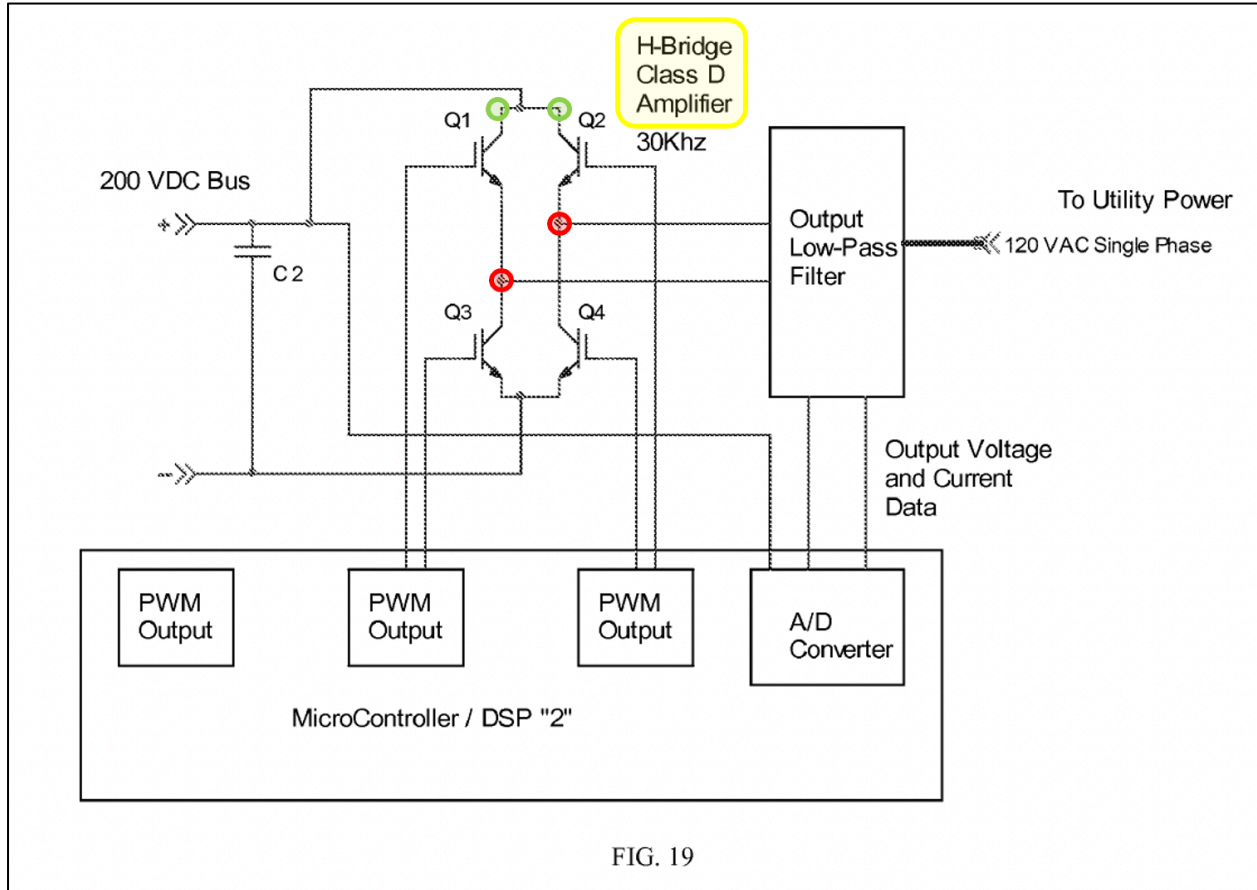 H-Bridge
Class D
Amplifier
30Khz
Q1
Q2
200 VDC Bus
+
C 2
Q3
Q4
Output
Low-Pass
Filter
To Utility Power
120 VAC Single Phase
-
Output Voltage
and Current
Data
PWM
Output
PWM
Output
PWM
Output
A/D
Converter
MicroController / DSP "2"
FIG. 19